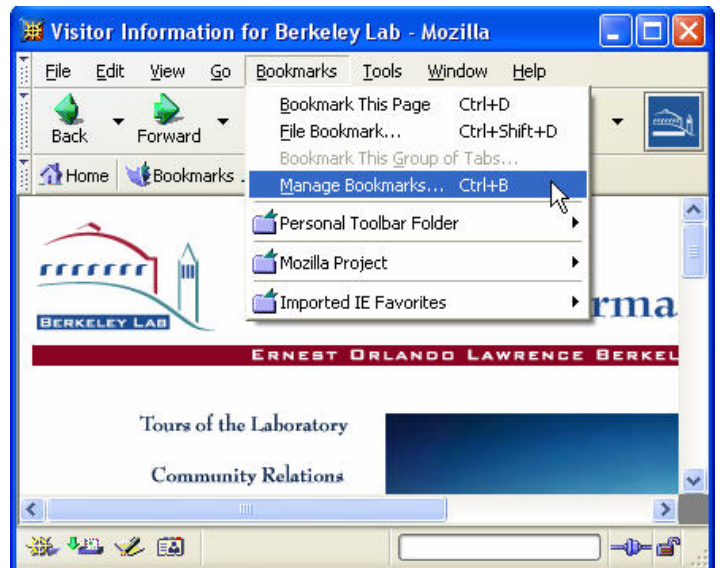 Visitor Information for Berkeley Lab - Mozilla
File Edit View Go Bookmarks Tools Window Help
Back Forward
Bookmark This Page Ctrl+D
File Bookmark... Ctrl+Shift+D
Bookmark This Group of Tabs...
Manage Bookmarks... Ctrl+B
Personal Toolbar Folder
Mozilla Project
Imported IE Favorites
Home Bookmarks
BERKELEY LAB
rma
ERNEST ORLANDO LAWRENCE BERKEL
Tours of the Laboratory
Community Relations